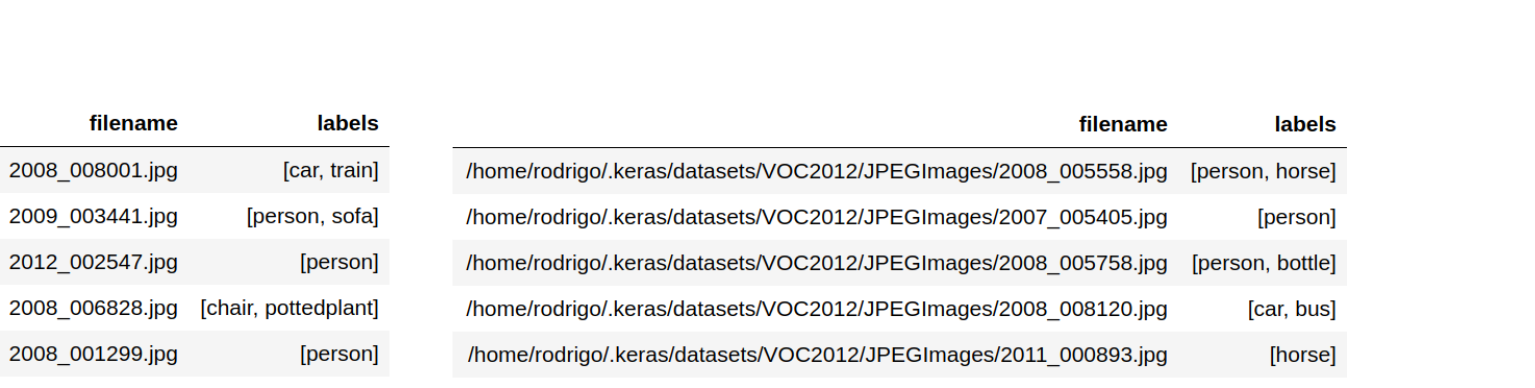 filename labels
2008_008001.jpg [car, train]
2009_003441.jpg [person, sofa]
2012_002547.jpg [person]
2008_006828.jpg [chair, pottedplant]
2008_001299.jpg [person]
filename labels
/home/rodrigo/.keras/datasets/VOC2012/JPEGImages/2008_005558.jpg [person, horse]
/home/rodrigo/.keras/datasets/VOC2012/JPEGImages/2007_005405.jpg [person]
/home/rodrigo/.keras/datasets/VOC2012/JPEGImages/2008_005758.jpg [person, bottle]
/home/rodrigo/.keras/datasets/VOC2012/JPEGImages/2008_008120.jpg [car, bus]
/home/rodrigo/.keras/datasets/VOC2012/JPEGImages/2011_000893.jpg [horse]